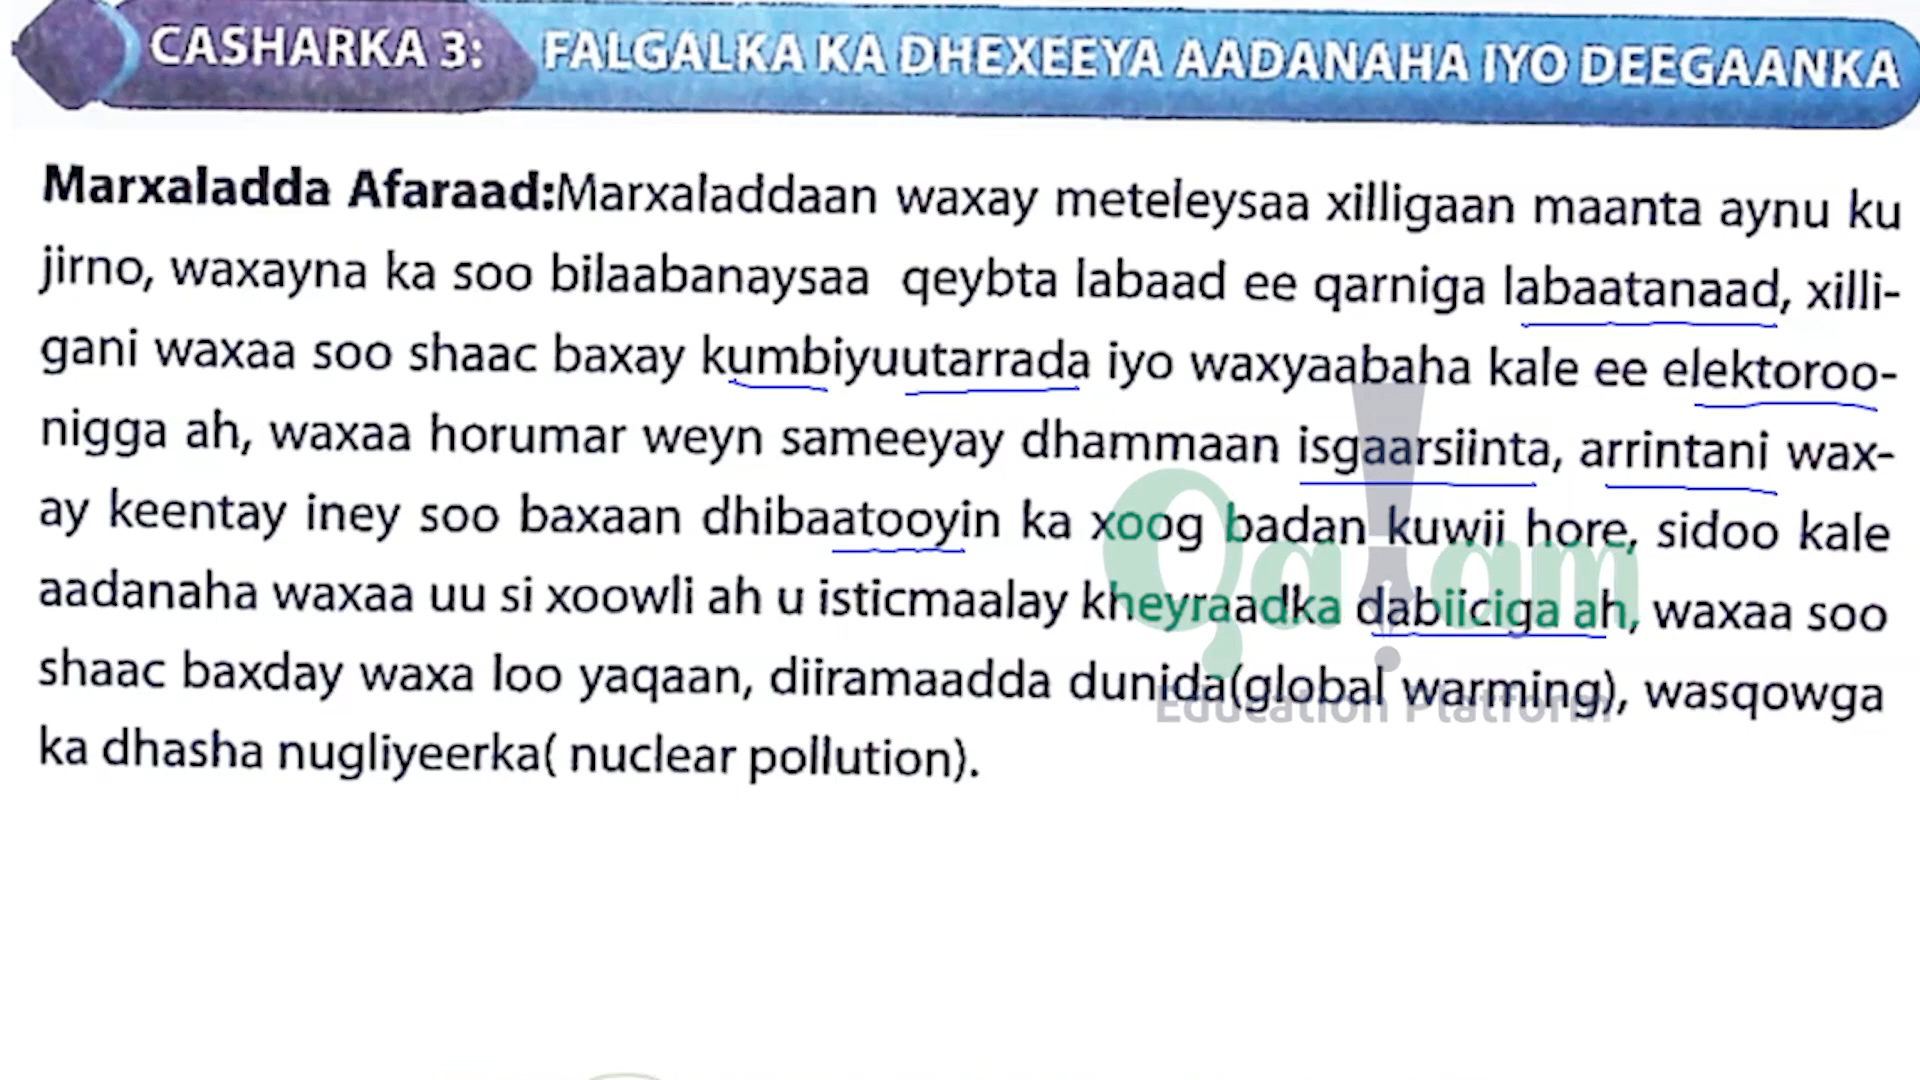 CASHARKA 3: FALGALKA KA DHEXEEYA AADANAHA IYO DEEGAANKA
Marxaladda Afaraad:Marxaladdaan waxay meteleysaa xilligaan maanta aynu ku
jirno, waxayna ka soo bilaabanaysaa qeybta labaad ee qarniga labaatanaad, xilli-
gani waxaa soo shaac baxay kumbiyuutarrada iyo waxyaabaha kale ee elektoroo-
nigga ah, waxaa horumar weyn sameeyay dhammaan isgaarsiinta, arrintani wax-
ay keentay iney soo baxaan dhibaatooyin ka xoog badan kuwii hore, sidoo kale
aadanaha waxaa uu si xoowli ah u isticmaalay kheyraadka dabiiciga ah, waxaa soo
shaac baxday waxa loo yaqaan, diiramaadda dunida(global warming), wasqowga
ka dhasha nugliyeerka( nuclear pollution).
Qalam
Education Platform